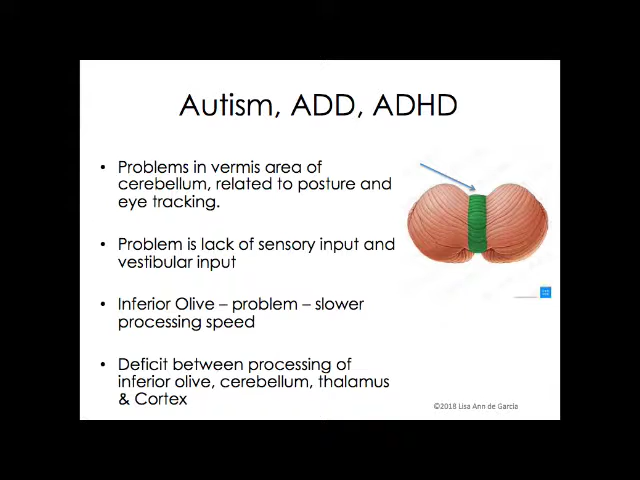 Autism, ADD, ADHD
• Problems in vermis area of
cerebellum, related to posture and
eye tracking.
• Problem is lack of sensory input and
vestibular input
• Inferior Olive – problem – slower
processing speed
• Deficit between processing of
inferior olive, cerebellum, thalamus
& Cortex
©2018 Lisa Ann de Garcia